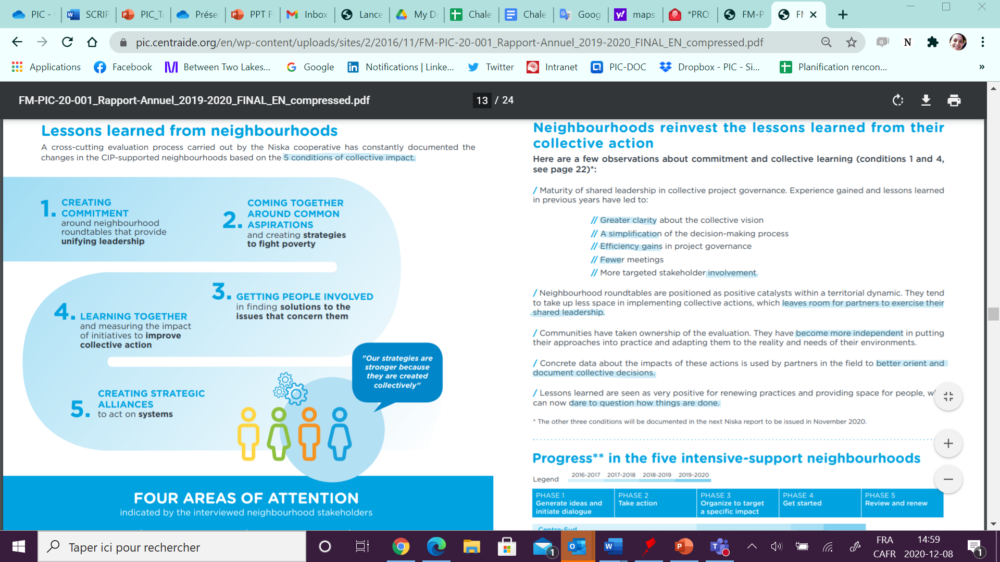 PIC -
SCRIP
PIC_Ta
Prése
PPT F
Inbox
Lance
My D
Chale
Chale
Goog
maps
*PRO.
FM-P
pic.centraide.org/en/wp-content/uploads/sites/2/2016/11/FM-PIC-20-001_Rapport-Annuel_2019-2020_FINAL_EN_compressed.pdf
Applications
Facebook
Between Two Lakes...
Google
Notifications | Linke...
Twitter
Intranet
PIC-DOC
Dropbox - PIC - Si...
Planification rencon...
»
FM-PIC-20-001_Rapport-Annuel_2019-2020_FINAL_EN_compressed.pdf
13 / 24
Lessons learned from neighbourhoods
A cross-cutting evaluation process carried out by the Niska cooperative has constantly documented the
changes in the CIP-supported neighbourhoods based on the 5 conditions of collective impact.
1. CREATING
COMMITMENT
around neighbourhood
roundtables that provide
unifying leadership
2. COMING TOGETHER
AROUND COMMON
ASPIRATIONS
and creating strategies
to fight poverty
3. GETTING PEOPLE INVOLVED
in finding solutions to the
issues that concern them
4. LEARNING TOGETHER
and measuring the impact
of initiatives to improve
collective action
5. CREATING STRATEGIC
ALLIANCES
to act on systems
"Our strategies are
stronger because
they are created
collectively"
FOUR AREAS OF ATTENTION
indicated by the interviewed neighbourhood stakeholders
Neighbourhoods reinvest the lessons learned from their
collective action
Here are a few observations about commitment and collective learning (conditions 1 and 4,
see page 22)*:
/ Maturity of shared leadership in collective project governance. Experience gained and lessons learned
in previous years have led to:
// Greater clarity about the collective vision
// A simplification of the decision-making process
// Efficiency gains in project governance
// Fewer meetings
// More targeted stakeholder involvement
/ Neighbourhood roundtables are positioned as positive catalysts within a territorial dynamic. They tend
to take up less space in implementing collective actions, which leaves room for partners to exercise their
shared leadership.
/ Communities have taken ownership of the evaluation. They have become more independent in putting
their approaches into practice and adapting them to the reality and needs of their environments.
/ Concrete data about the impacts of these actions is used by partners in the field to better orient and
document collective decisions.
/ Lessons learned are seen as very positive for renewing practices and providing space for people, w
can now dare to question how things are done.
* The other three conditions will be documented in the next Niska report to be issued in November 2020.
Progress** in the five intensive-support neighbourhoods
Legend 2016-2017 2017-2018 2018-2019 2019-2020
PHASE 1
Generate ideas and
initiate dialogue
PHASE 2
Take action
PHASE 3
Organize to target
a specific impact
PHASE 4
Get started
PHASE 5
Review and renew
Centre-Sud
Taper ici pour rechercher
1
FRA
CAFR
14:59
2020-12-08
1